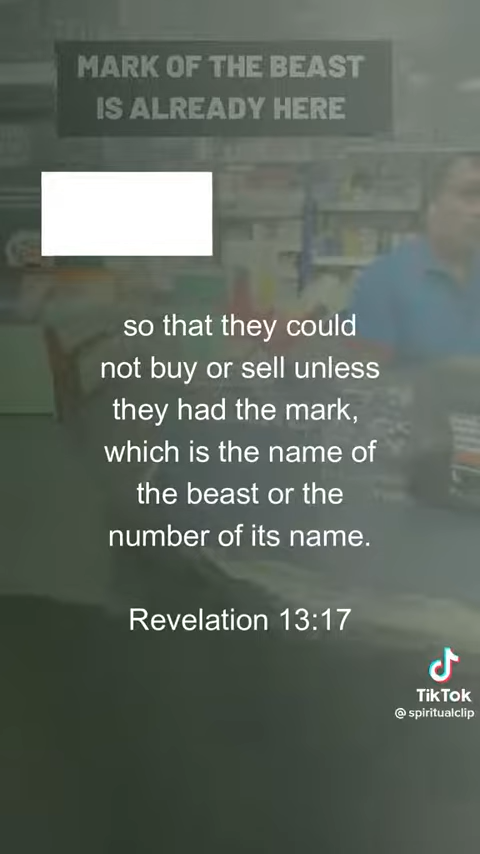 MARK OF THE BEAST
IS ALREADY HERE
so that they could
not buy or sell unless
they had the mark,
which is the name of
the beast or the
number of its name.
Revelation 13:17
TikTok
@spiritualclip